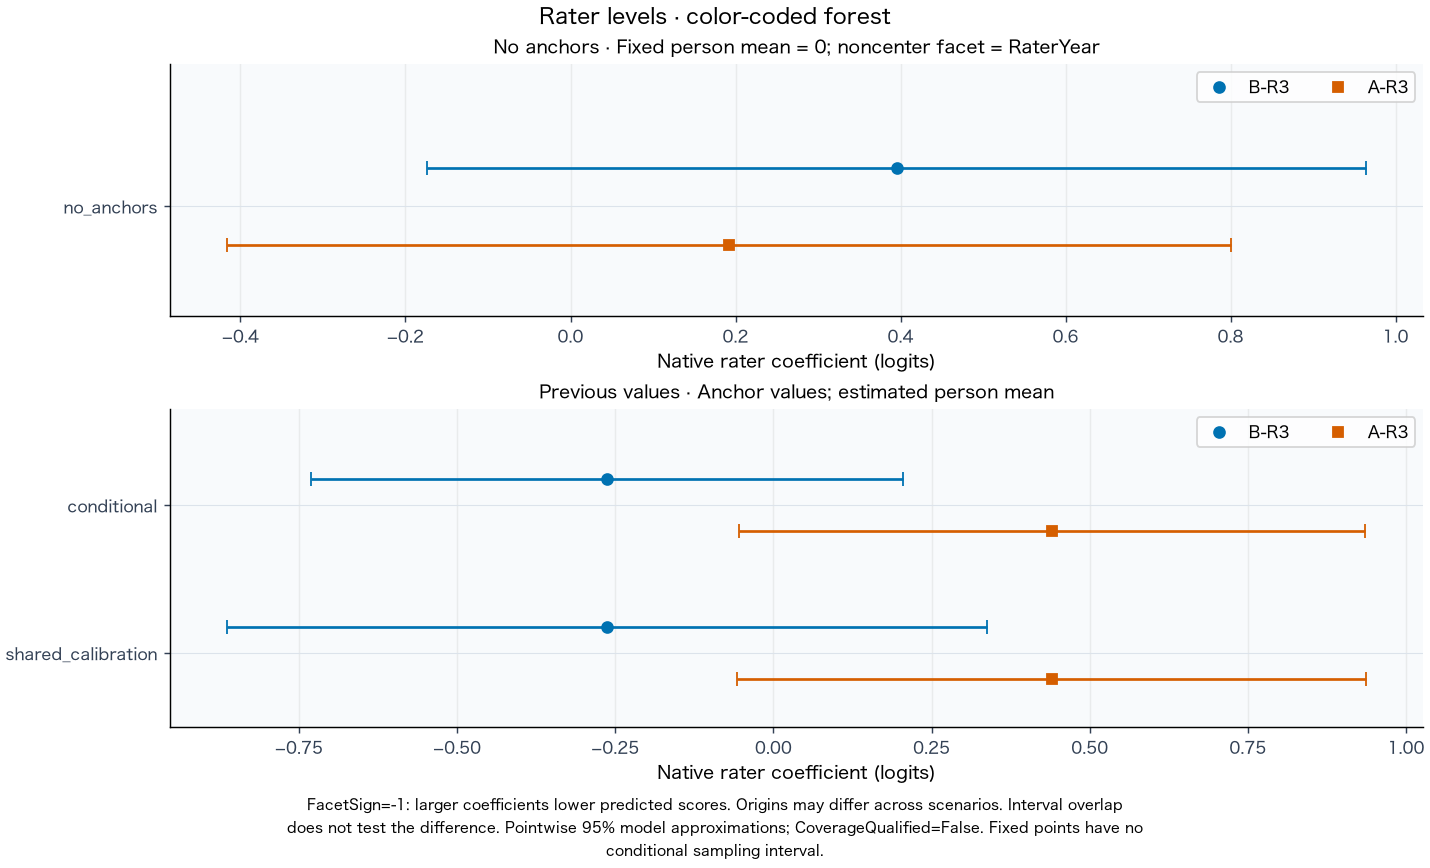 Rater levels · color-coded forest
No anchors · Fixed person mean = 0; noncenter facet = RaterYear
B-R3 A-R3
no_anchors
−0.4 −0.2 0.0 0.2 0.4 0.6 0.8 1.0
Native rater coefficient (logits)
Previous values · Anchor values; estimated person mean
B-R3 A-R3
conditional
shared_calibration
−0.75 −0.50 −0.25 0.00 0.25 0.50 0.75 1.00
Native rater coefficient (logits)
FacetSign=-1: larger coefficients lower predicted scores. Origins may differ across scenarios. Interval overlap
does not test the difference. Pointwise 95% model approximations; CoverageQualified=False. Fixed points have no
conditional sampling interval.